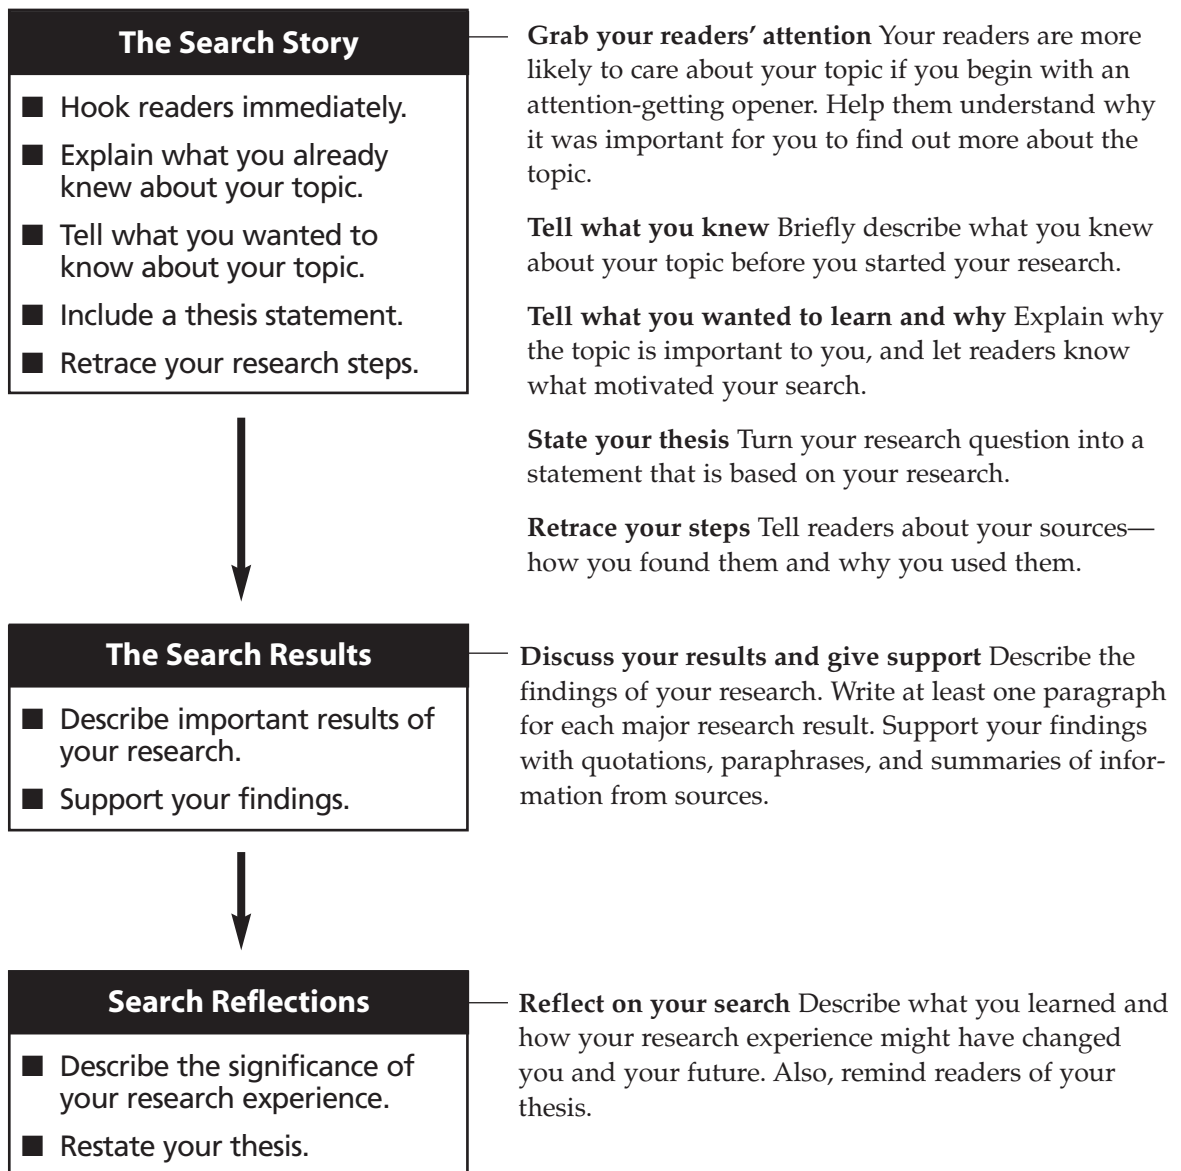 The Search Story
■ Hook readers immediately.
■ Explain what you already
knew about your topic.
■ Tell what you wanted to
know about your topic.
■ Include a thesis statement.
■ Retrace your research steps.
Grab your readers’ attention Your readers are more
likely to care about your topic if you begin with an
attention-getting opener. Help them understand why
it was important for you to find out more about the
topic.
Tell what you knew Briefly describe what you knew
about your topic before you started your research.
Tell what you wanted to learn and why Explain why
the topic is important to you, and let readers know
what motivated your search.
State your thesis Turn your research question into a
statement that is based on your research.
Retrace your steps Tell readers about your sources—
how you found them and why you used them.
The Search Results
■ Describe important results of
your research.
■ Support your findings.
Discuss your results and give support Describe the
findings of your research. Write at least one paragraph
for each major research result. Support your findings
with quotations, paraphrases, and summaries of infor-
mation from sources.
Search Reflections
■ Describe the significance of
your research experience.
■ Restate your thesis.
Reflect on your search Describe what you learned and
how your research experience might have changed
you and your future. Also, remind readers of your
thesis.